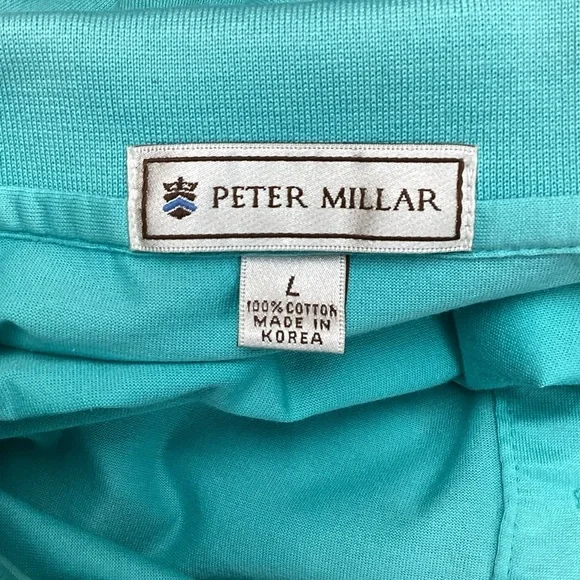 PETER MILLAR
L
100% COTTON
MADE IN
KOREA